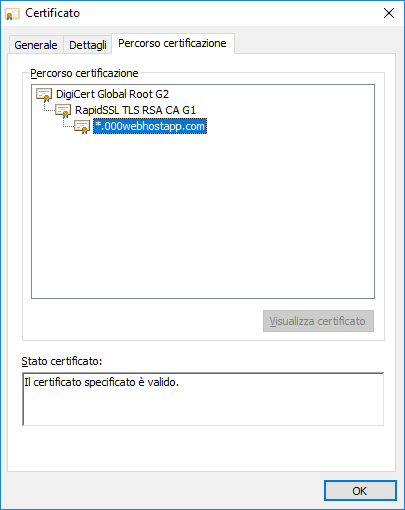 Certificato
Generale Dettagli Percorso certificazione
Percorso certificazione
DigiCert Global Root G2
RapidSSL TLS RSA CA G1
*.000webhostapp.com
Visualizza certificato
Stato certificato:
Il certificato specificato è valido.
OK